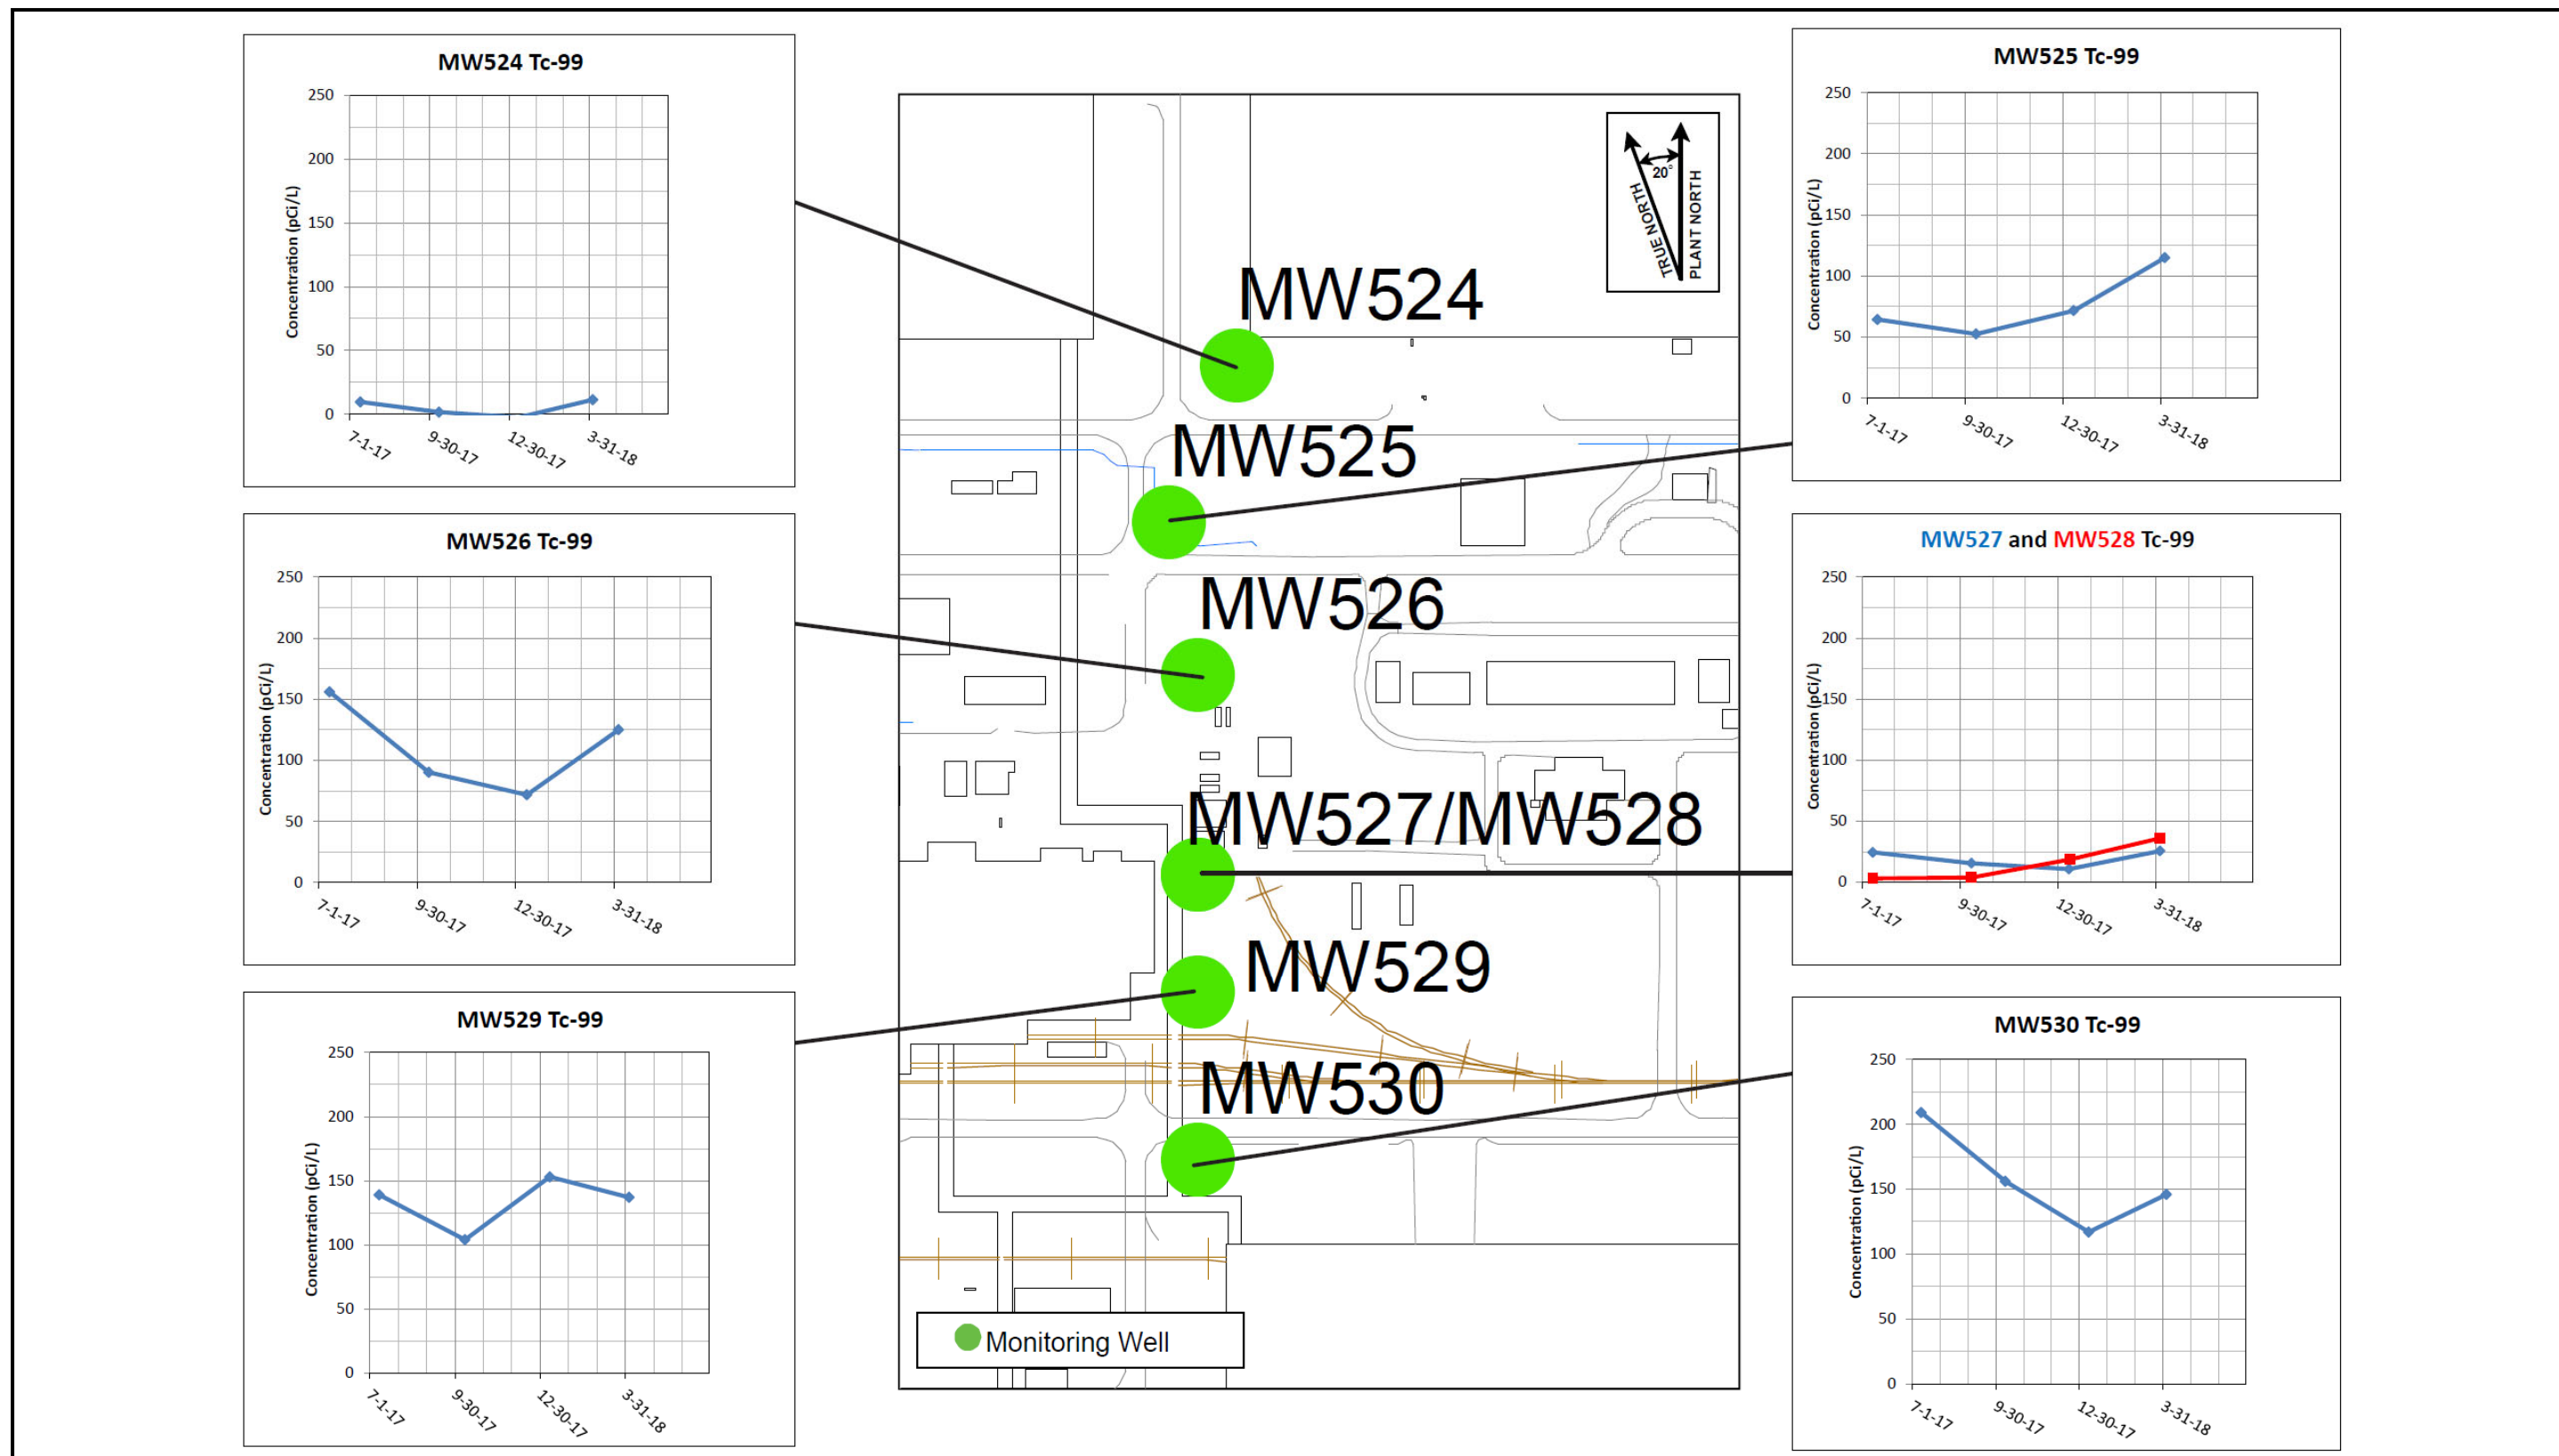 MW524 Tc-99
Concentration (pCi/L)
250
200
150
100
50
0
7-1-17
9-30-17
12-30-17
3-31-18
MW526 Tc-99
Concentration (pCi/L)
250
200
150
100
50
0
7-1-17
9-30-17
12-30-17
3-31-18
MW529 Tc-99
Concentration (pCi/L)
250
200
150
100
50
0
7-1-17
9-30-17
12-30-17
3-31-18
20°
TRUE NORTH
PLANT NORTH
MW524
MW525
MW526
MW527/MW528
MW529
MW530
Monitoring Well
MW525 Tc-99
Concentration (pCi/L)
250
200
150
100
50
0
7-1-17
9-30-17
12-30-17
3-31-18
MW527 and MW528 Tc-99
Concentration (pCi/L)
250
200
150
100
50
0
7-1-17
9-30-17
12-30-17
3-31-18
MW530 Tc-99
Concentration (pCi/L)
250
200
150
100
50
0
7-1-17
9-30-17
12-30-17
3-31-18